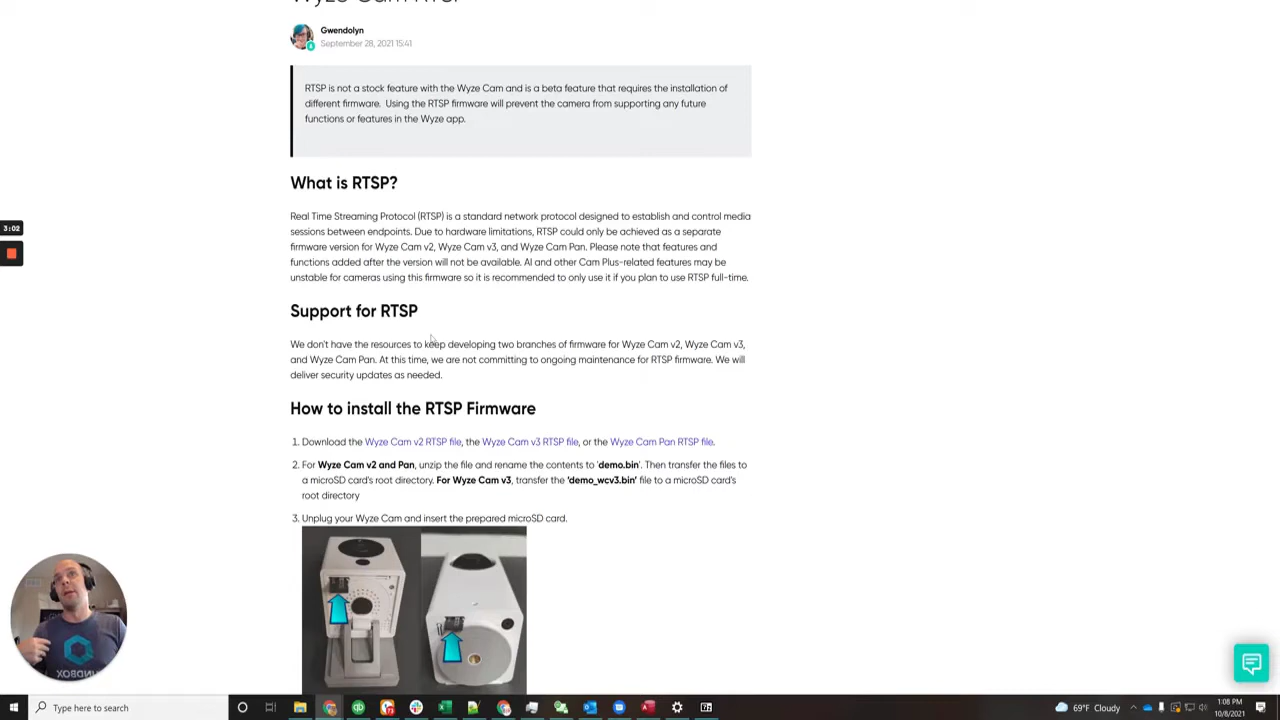 Wyze Cam RTSP
Gwendolyn
September 28, 2021 15:41
RTSP is not a stock feature with the Wyze Cam and is a beta feature that requires the installation of
different firmware. Using the RTSP firmware will prevent the camera from supporting any future
functions or features in the Wyze app.
What is RTSP?
Real Time Streaming Protocol (RTSP) is a standard network protocol designed to establish and control media
sessions between endpoints. Due to hardware limitations, RTSP could only be achieved as a separate
firmware version for Wyze Cam v2, Wyze Cam v3, and Wyze Cam Pan. Please note that features and
functions added after the version will not be available. AI and other Cam Plus-related features may be
unstable for cameras using this firmware so it is recommended to only use it if you plan to use RTSP full-time.
3:02
Support for RTSP
We don't have the resources to keep developing two branches of firmware for Wyze Cam v2, Wyze Cam v3,
and Wyze Cam Pan. At this time, we are not committing to ongoing maintenance for RTSP firmware. We will
deliver security updates as needed.
How to install the RTSP Firmware
1. Download the Wyze Cam v2 RTSP file, the Wyze Cam v3 RTSP file, or the Wyze Cam Pan RTSP file.
2. For Wyze Cam v2 and Pan, unzip the file and rename the contents to 'demo.bin'. Then transfer the files to
a microSD card's root directory. For Wyze Cam v3, transfer the 'demo_wcv3.bin' file to a microSD card's
root directory
3. Unplug your Wyze Cam and insert the prepared microSD card.
Type here to search
69°F Cloudy
1:08 PM
10/8/2021